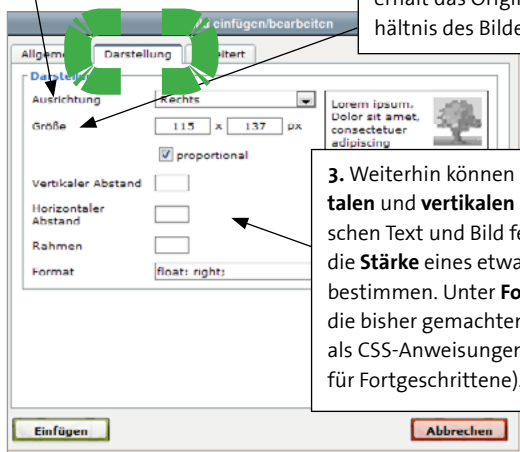 erhält das Origin
hältnis des Bilde
einfügen/bearbeiten
Darstellung
Ausrichtung
Rechts
Größe
115 x 137 px
proportional
Lorem ipsum.
Dolor sit amet,
consectetuer
adipiscing
Vertikaler Abstand
Horizontaler
Abstand
Rahmen
Format
float: right;
3. Weiterhin können
talen und vertikalen
schen Text und Bild fe
die Stärke eines etwa
bestimmen. Unter Fo
die bisher gemachten
als CSS-Anweisungen
für Fortgeschrittene).
Einfügen
Abbrechen